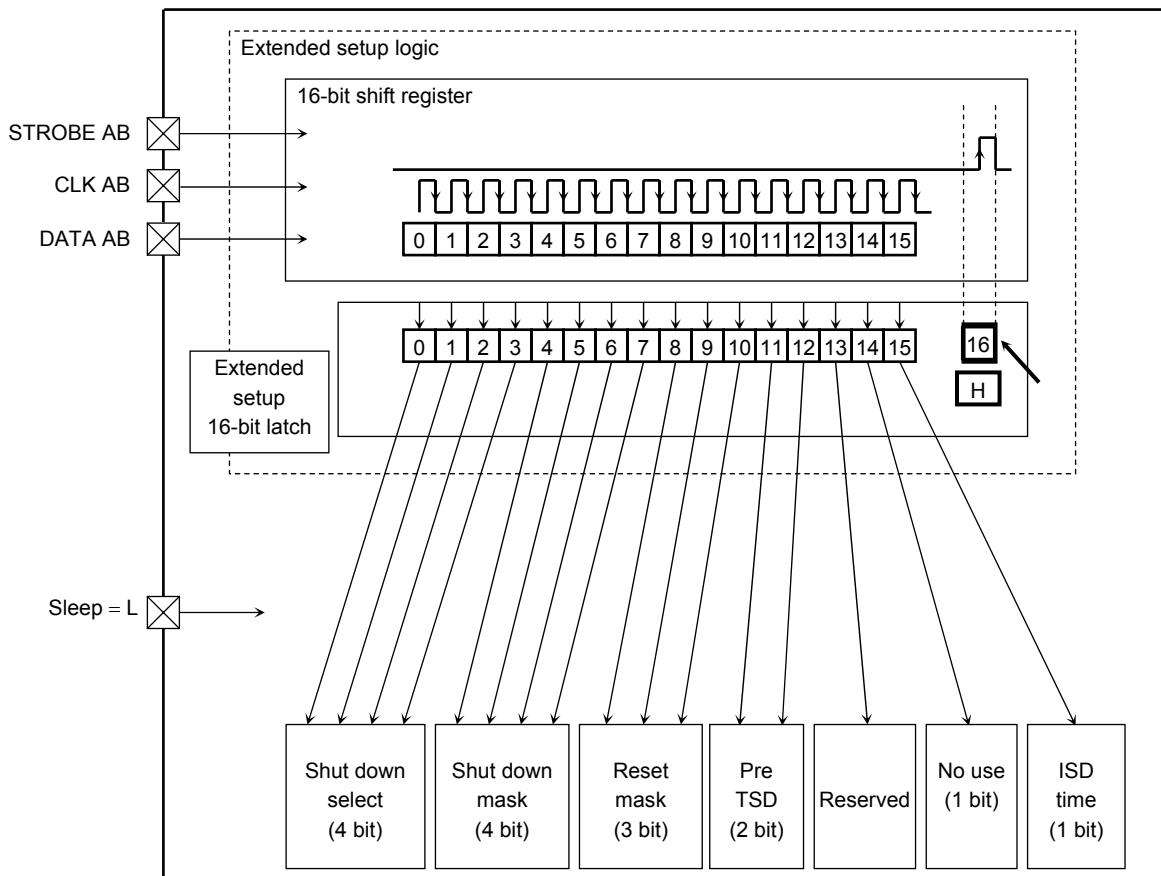 Extended setup logic
16-bit shift register
STROBE AB
CLK AB
DATA AB
0 1 2 3 4 5 6 7 8 9 10 11 12 13 14 15
0 1 2 3 4 5 6 7 8 9 10 11 12 13 14 15
16
H
Extended
setup
16-bit latch
Sleep = L
Shut down
select
(4 bit)
Shut down
mask
(4 bit)
Reset
mask
(3 bit)
Pre
TSD
(2 bit)
Reserved
No use
(1 bit)
ISD
time
(1 bit)